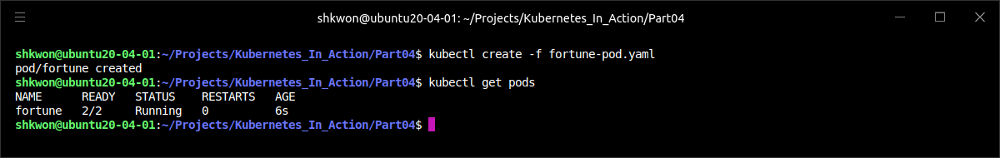 shkwon@ubuntu20-04-01: ~/Projects/Kubernetes_In_Action/Part04
shkwon@ubuntu20-04-01:~/Projects/Kubernetes_In_Action/Part04$ kubectl create -f fortune-pod.yaml
pod/fortune created
shkwon@ubuntu20-04-01:~/Projects/Kubernetes_In_Action/Part04$ kubectl get pods
NAME      READY   STATUS    RESTARTS   AGE
fortune   2/2     Running   0          6s
shkwon@ubuntu20-04-01:~/Projects/Kubernetes_In_Action/Part04$